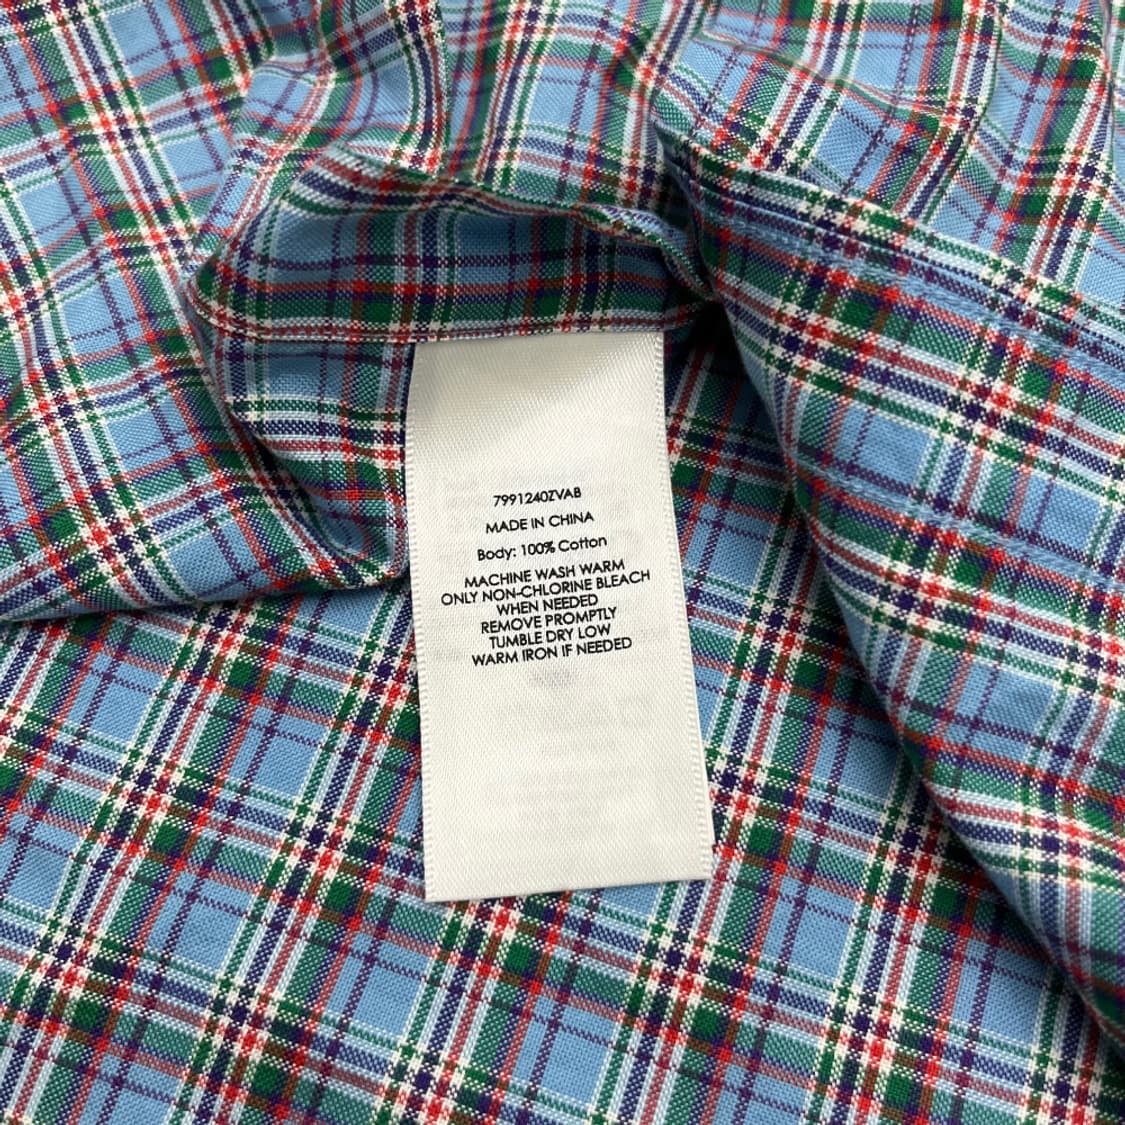 7991240ZVAB
MADE IN CHINA
Body: 100% Cotton
MACHINE WASH WARM
ONLY NON-CHLORINE BLEACH
WHEN NEEDED
REMOVE PROMPTLY
TUMBLE DRY LOW
WARM IRON IF NEEDED